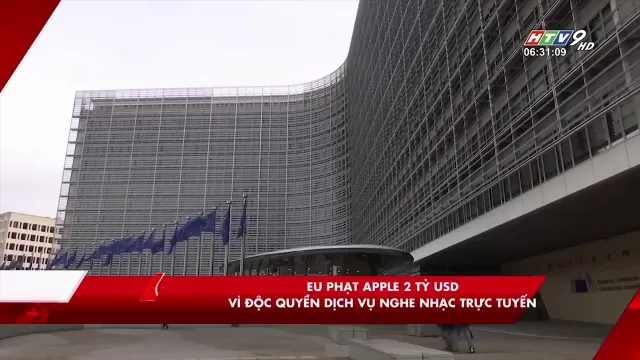 HTV9 HD
06:31:09
EU PHẠT APPLE 2 TỶ USD
VÌ ĐỘC QUYỀN DỊCH VỤ NGHE NHẠC TRỰC TUYẾN